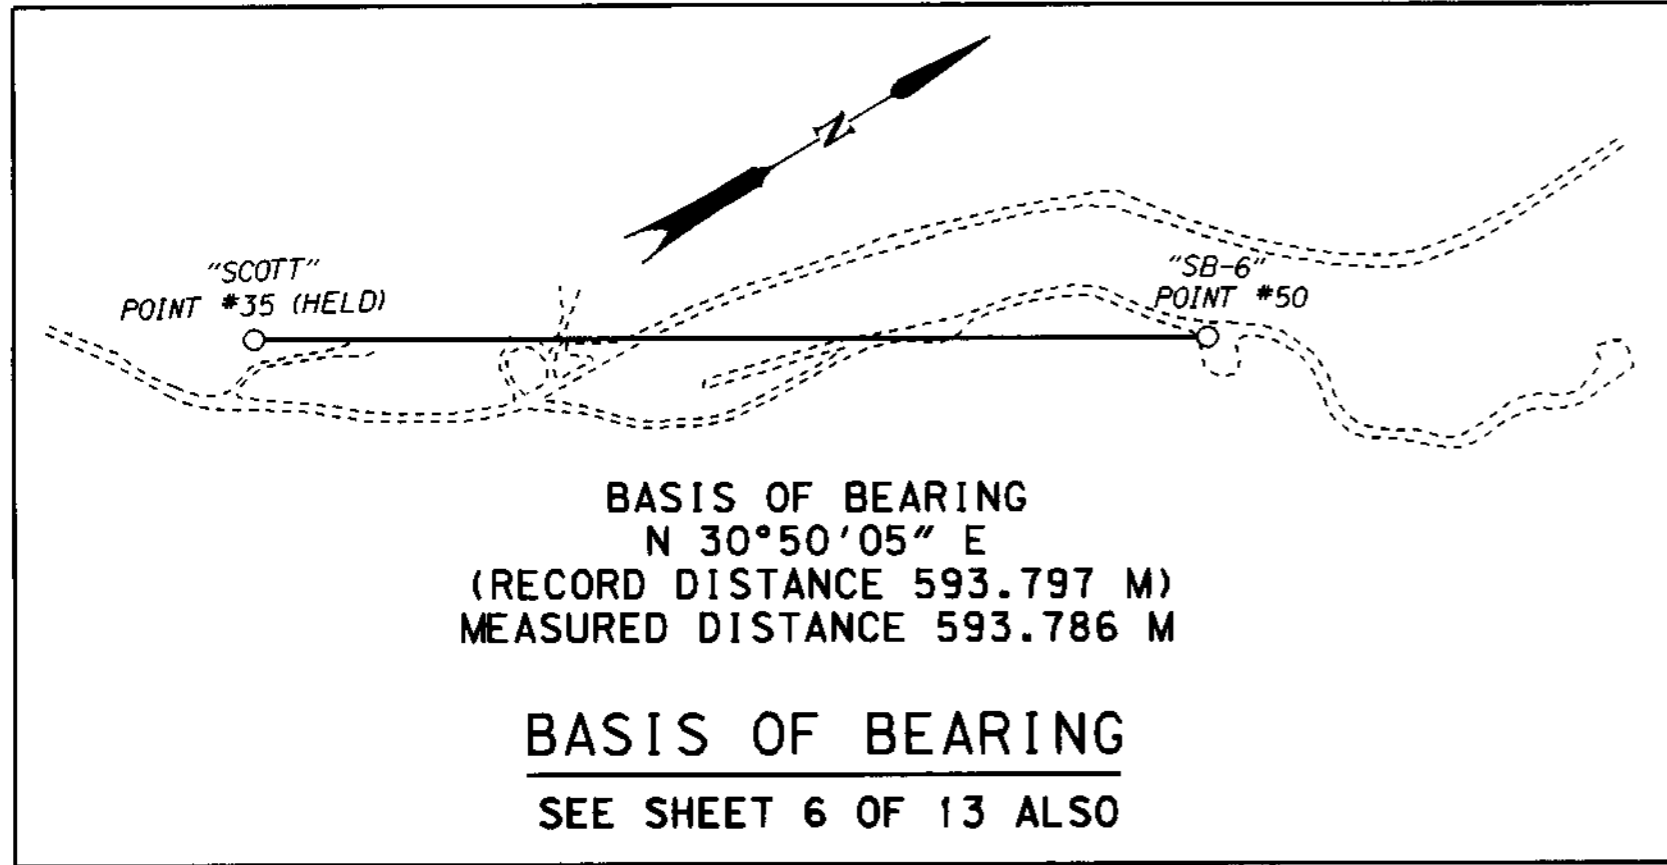 N
"SCOTT"
POINT #35 (HELD)
"SB-6"
POINT #50
BASIS OF BEARING
N 30°50'05" E
(RECORD DISTANCE 593.797 M)
MEASURED DISTANCE 593.786 M
BASIS OF BEARING
SEE SHEET 6 OF 13 ALSO